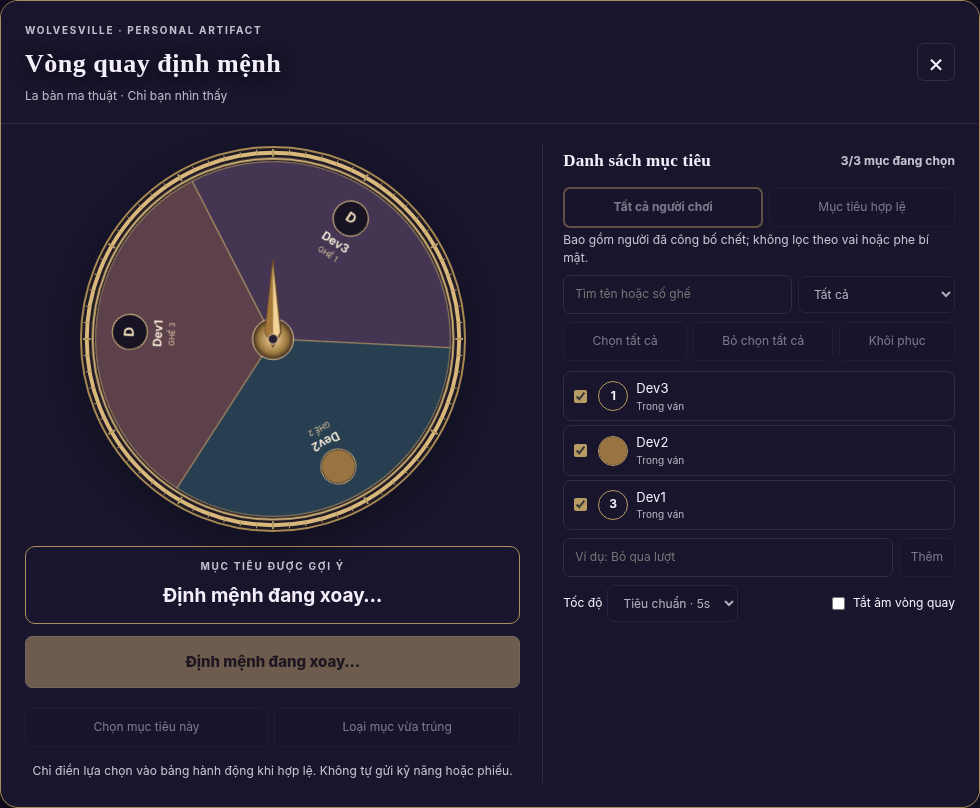 WOLVESVILLE · PERSONAL ARTIFACT
Vòng quay định mệnh
La bàn ma thuật · Chỉ bạn nhìn thấy
×
D
Dev3
GHẾ 1
D
Dev1
GHẾ 3
GHẾ 2
Dev2
MỤC TIÊU ĐƯỢC GỢI Ý
Định mệnh đang xoay...
Định mệnh đang xoay...
Chọn mục tiêu này
Loại mục vừa trúng
Chỉ điền lựa chọn vào bảng hành động khi hợp lệ. Không tự gửi kỹ năng hoặc phiếu.
Danh sách mục tiêu
3/3 mục đang chọn
Tất cả người chơi
Mục tiêu hợp lệ
Bao gồm người đã công bố chết; không lọc theo vai hoặc phe bí
mật.
Tìm tên hoặc số ghế
Tất cả
Chọn tất cả
Bỏ chọn tất cả
Khôi phục
1
Dev3
Trong ván
Dev2
Trong ván
3
Dev1
Trong ván
Ví dụ: Bỏ qua lượt
Thêm
Tốc độ
Tiêu chuẩn · 5s
Tắt âm vòng quay